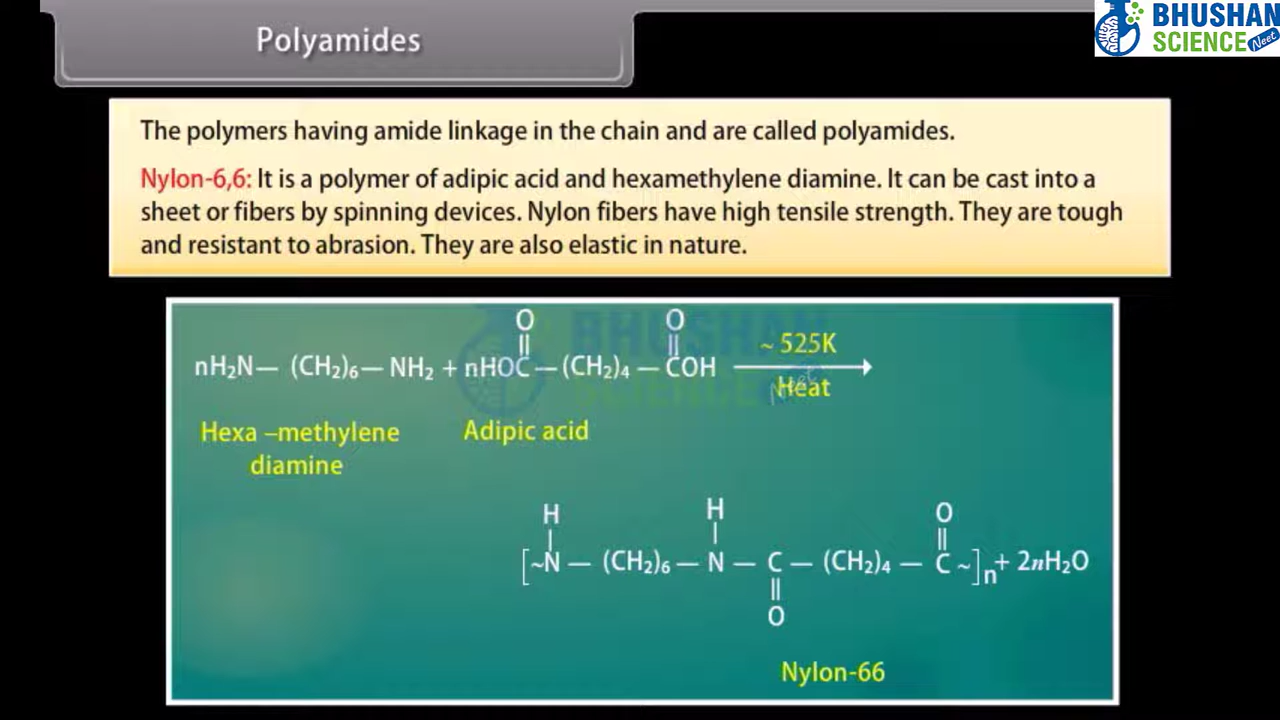 Polyamides
BHUSHAN
SCIENCE Neet
The polymers having amide linkage in the chain and are called polyamides.
Nylon-6,6: It is a polymer of adipic acid and hexamethylene diamine. It can be cast into a
sheet or fibers by spinning devices. Nylon fibers have high tensile strength. They are tough
and resistant to abrasion. They are also elastic in nature.
BHUSHAN
SCIENCE Neet
O O
|| ||
nH₂N— (CH₂)₆— NH₂ + nHOC — (CH₂)₄ — COH
~ 525K
Heat
Hexa –methylene
diamine
Adipic acid
H H O
| | ||
[~N — (CH₂)₆ — N — C — (CH₂)₄ — C ~]n + 2nH₂O
||
O
Nylon-66